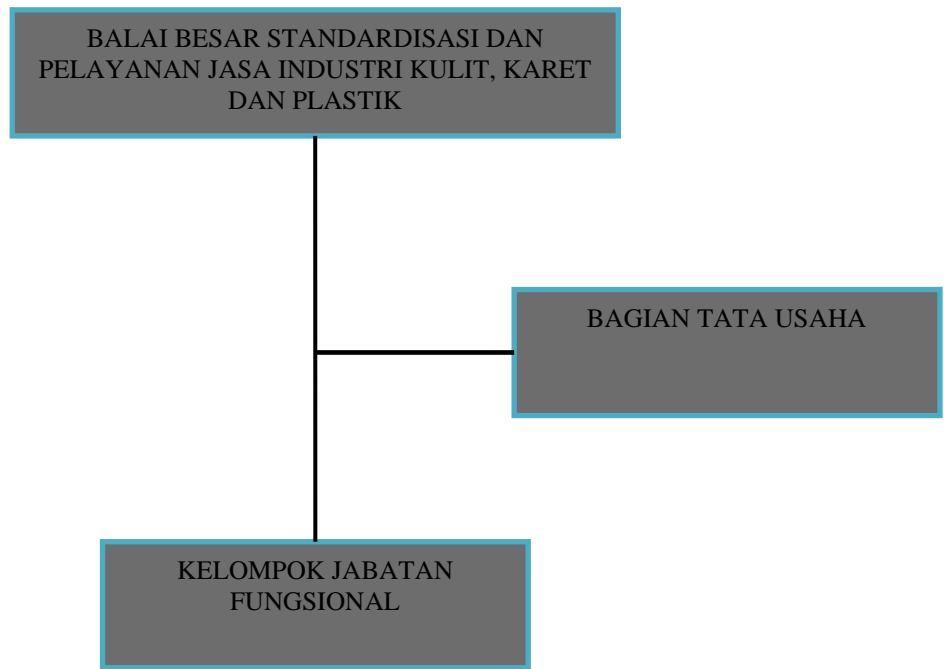 BALAI BESAR STANDARDISASI DAN
PELAYANAN JASA INDUSTRI KULIT, KARET
DAN PLASTIK
BAGIAN TATA USAHA
KELOMPOK JABATAN
FUNGSIONAL